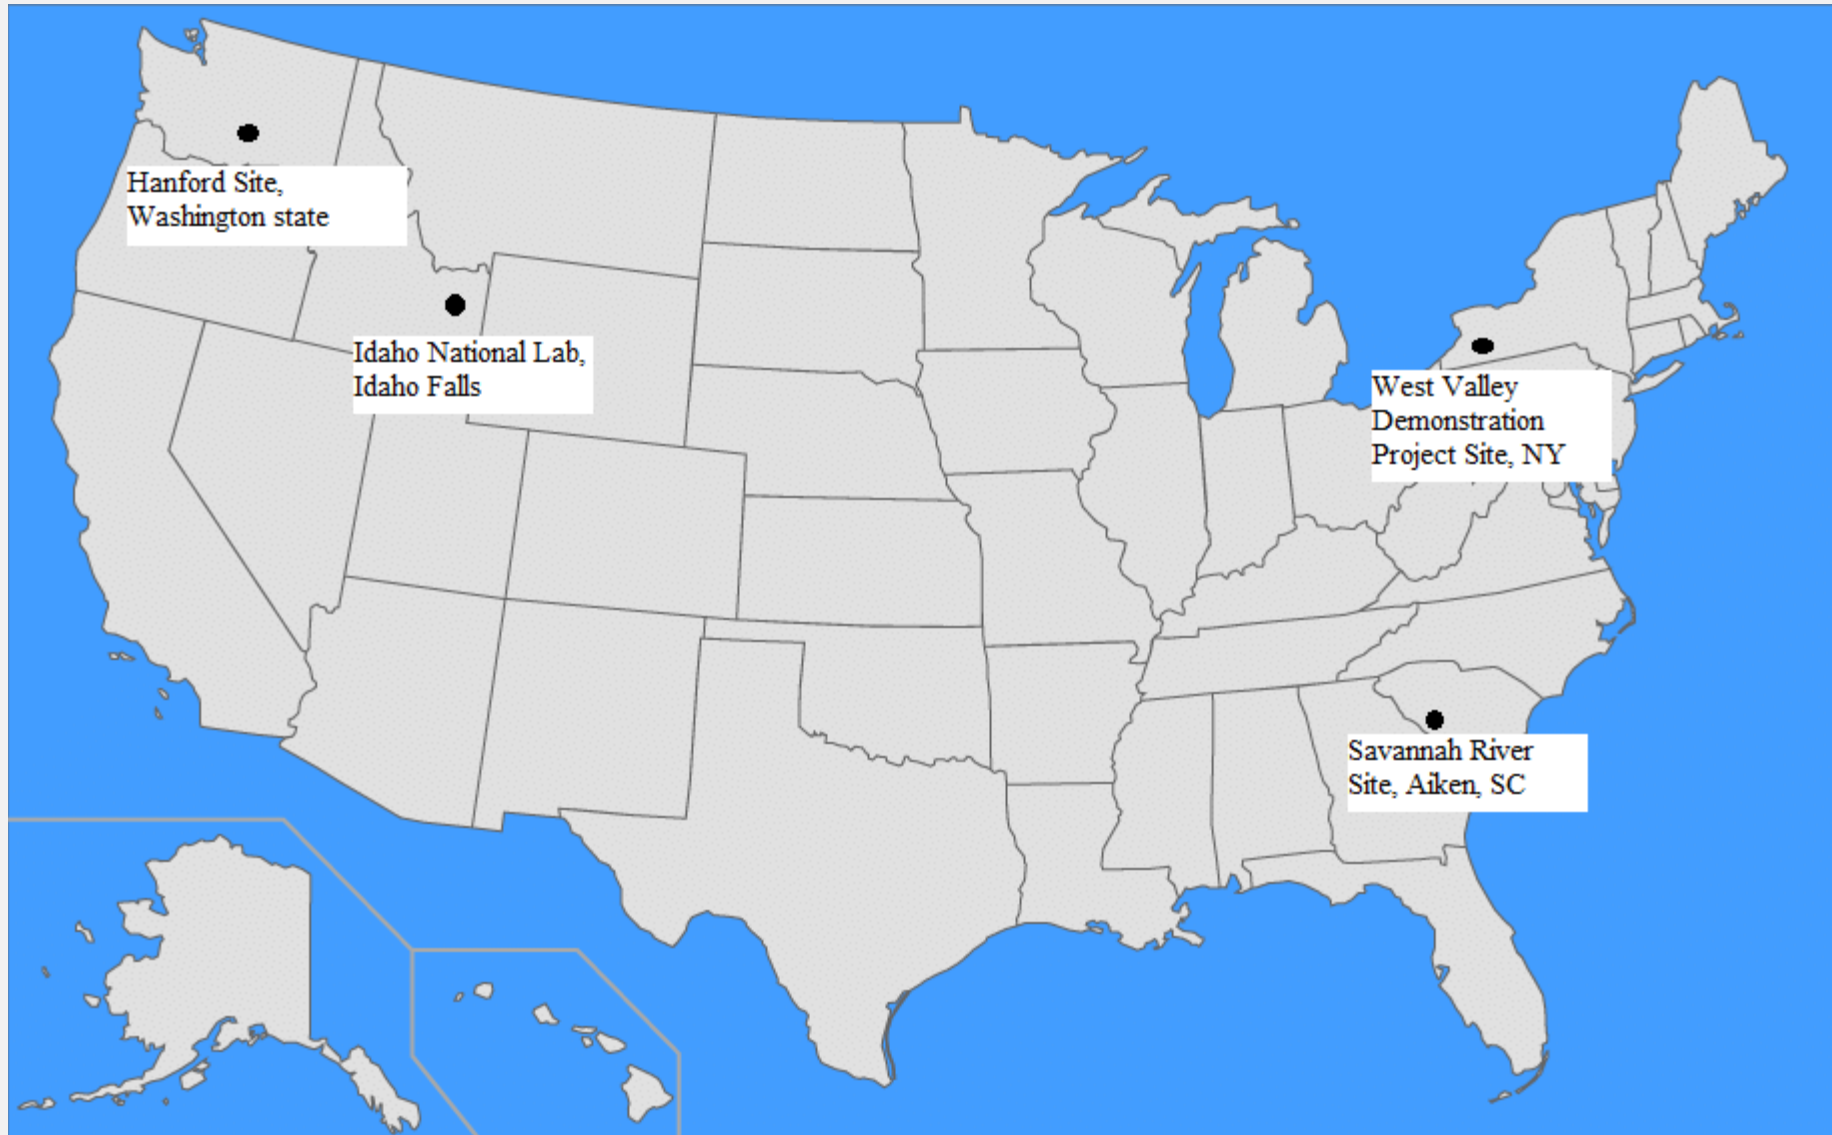 Hanford Site,
Washington state
Idaho National Lab,
Idaho Falls
West Valley
Demonstration
Project Site, NY
Savannah River
Site, Aiken, SC